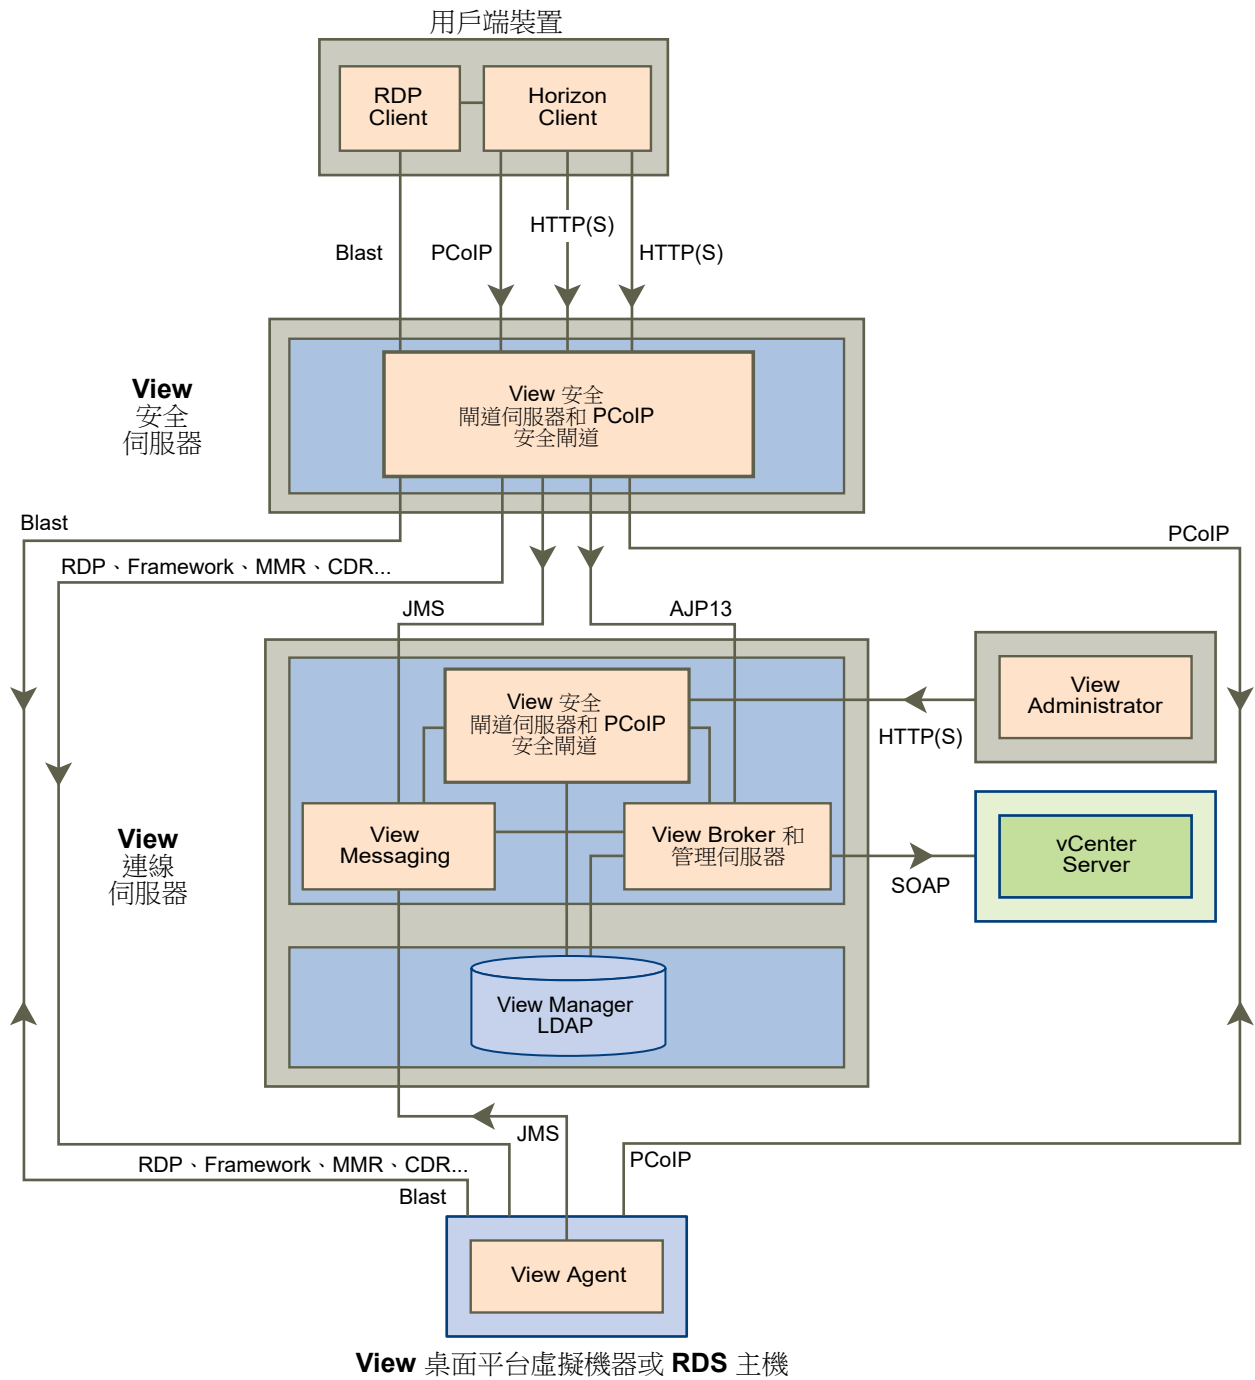 用戶端裝置
RDP
Client
Horizon
Client
HTTP(S)
Blast
PCoIP
HTTP(S)
View
安全
伺服器
View 安全
閘道伺服器和 PCoIP
安全閘道
Blast
PCoIP
RDP、Framework、MMR、CDR...
JMS
AJP13
View 安全
閘道伺服器和 PCoIP
安全閘道
View
Administrator
HTTP(S)
View
連線
伺服器
View
Messaging
View Broker 和
管理伺服器
vCenter
Server
SOAP
View Manager
LDAP
JMS
RDP、Framework、MMR、CDR...
PCoIP
Blast
View Agent
View 桌面平台虛擬機器或 RDS 主機